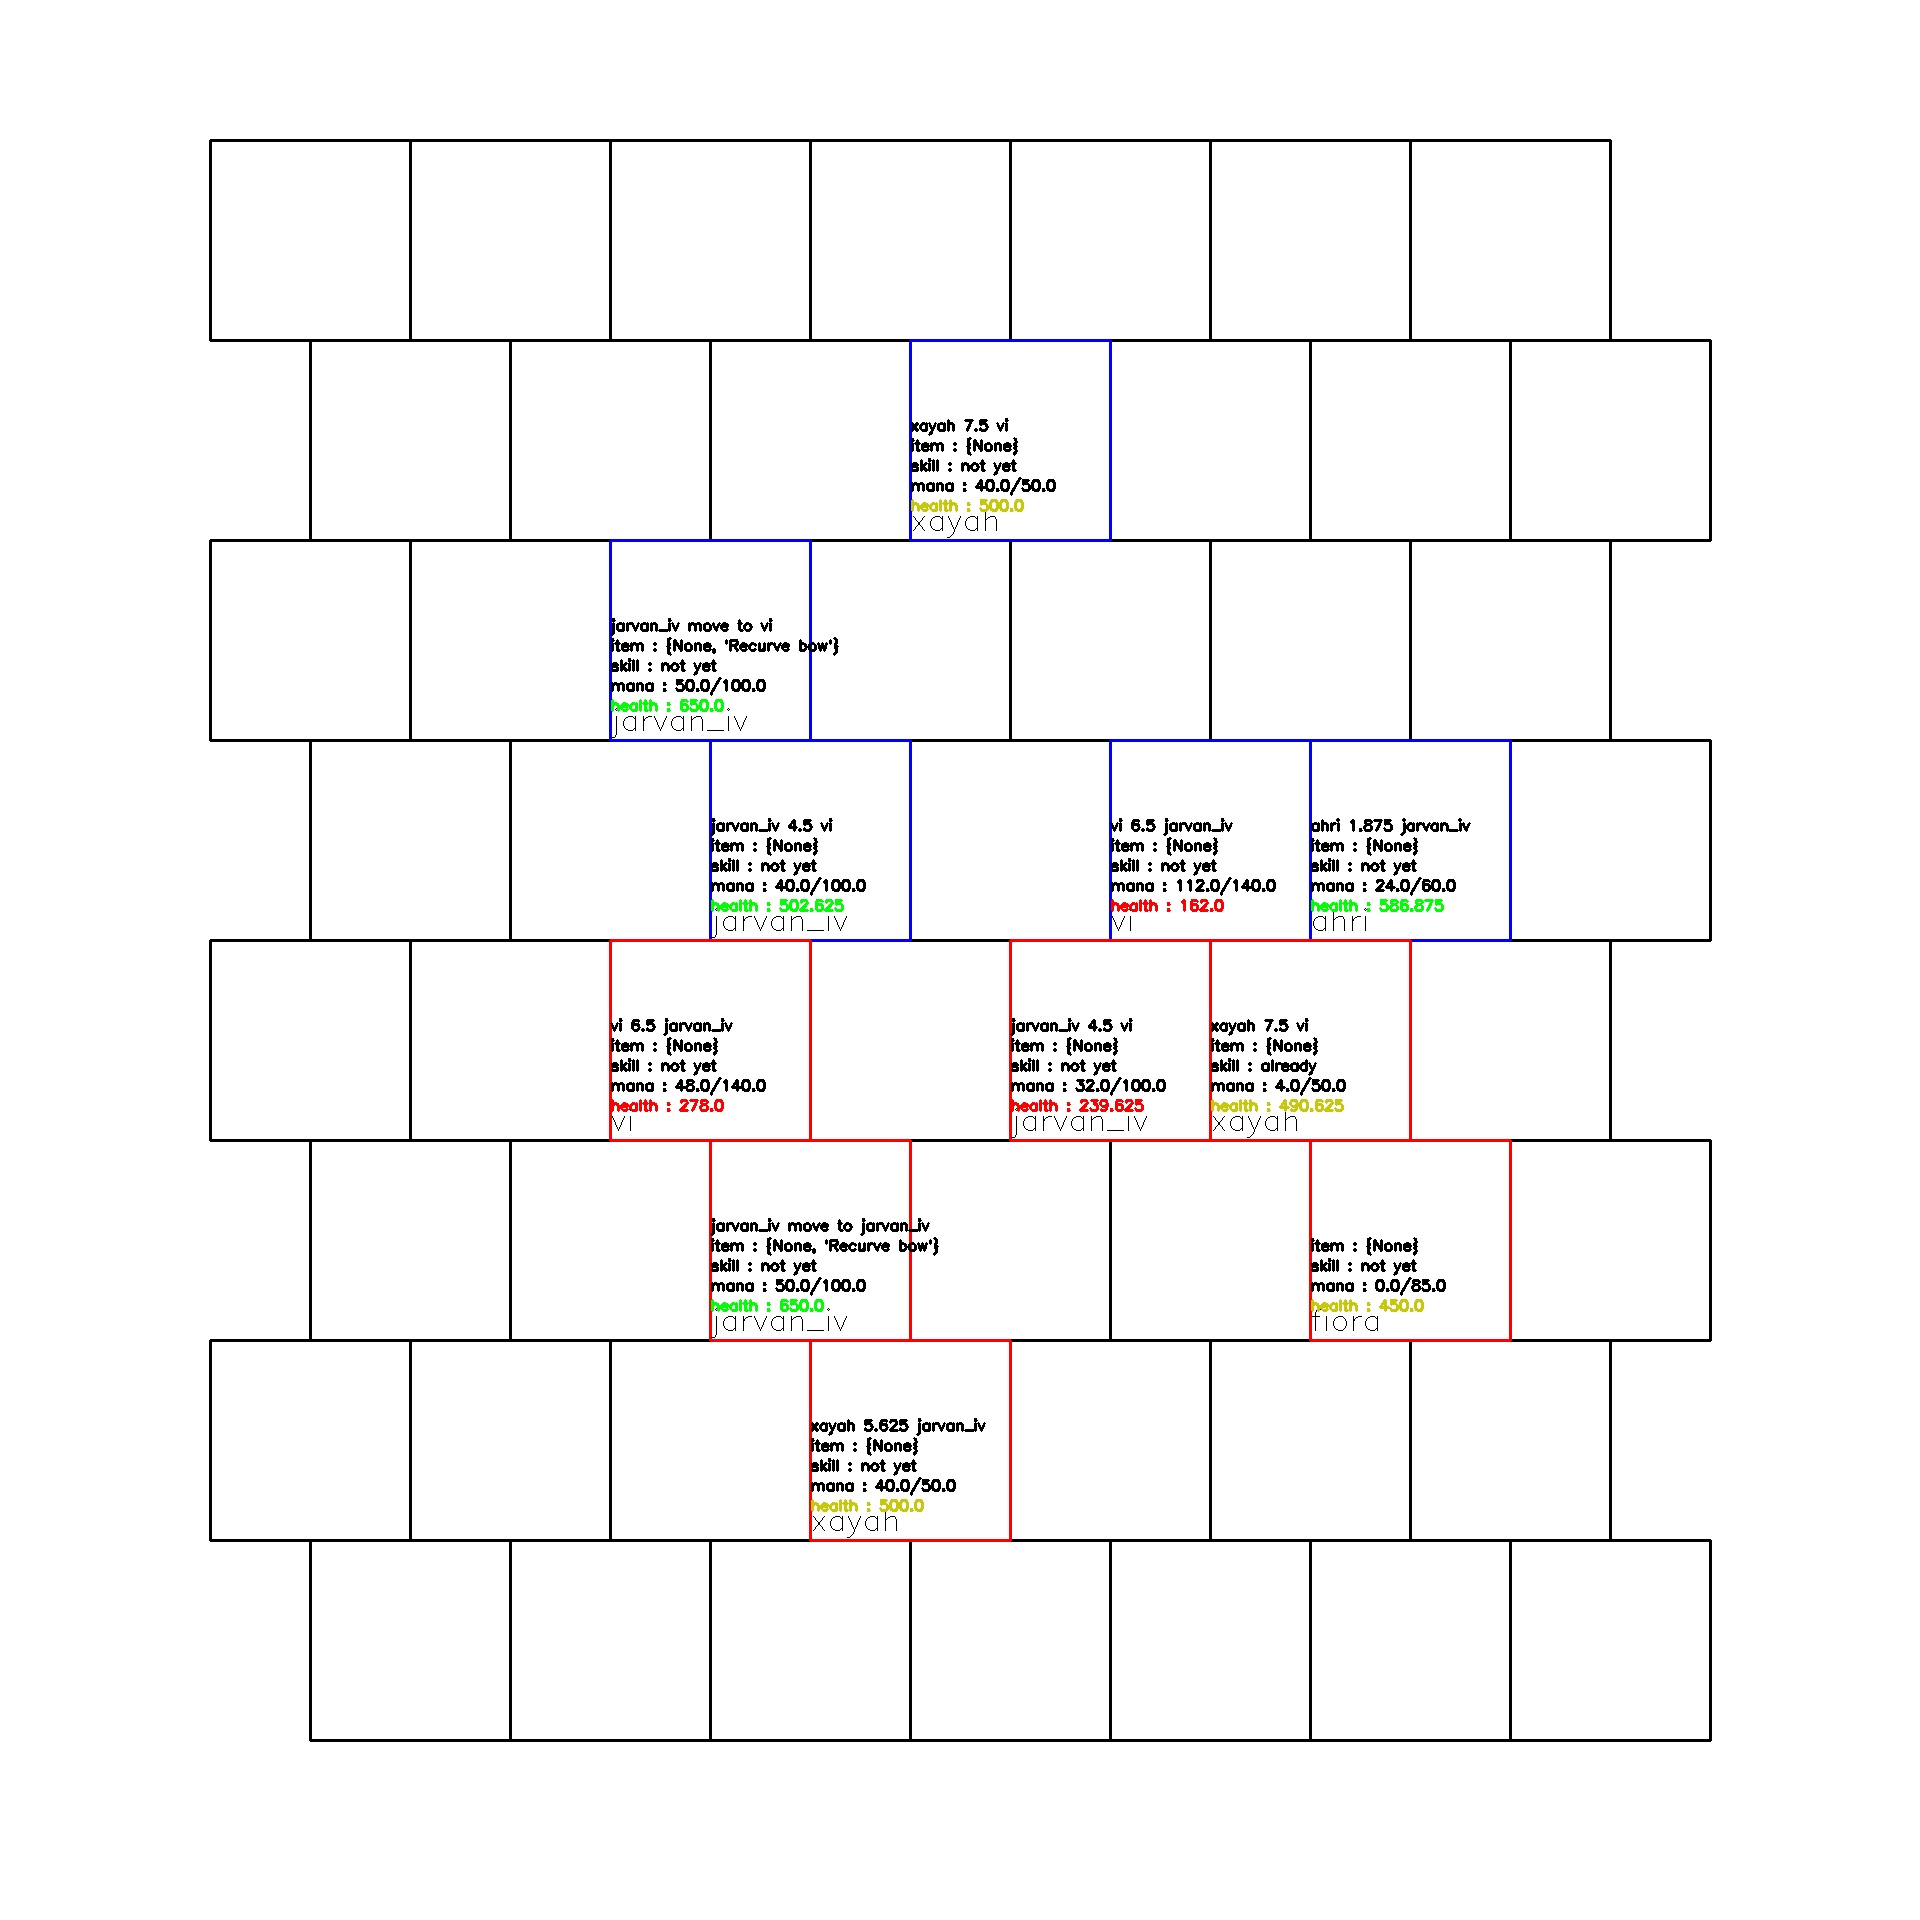 xayah 7.5 vi
item : {None}
skill : not yet
mana : 40.0/50.0
health : 500.0
xayah
jarvan_iv move to vi
item : {None, 'Recurve bow'}
skill : not yet
mana : 50.0/100.0
health : 650.0
jarvan_iv
jarvan_iv 4.5 vi
item : {None}
skill : not yet
mana : 40.0/100.0
health : 502.625
jarvan_iv
vi 6.5 jarvan_iv
item : {None}
skill : not yet
mana : 112.0/140.0
health : 162.0
vi
ahri 1.875 jarvan_iv
item : {None}
skill : not yet
mana : 24.0/60.0
health : 586.875
ahri
vi 6.5 jarvan_iv
item : {None}
skill : not yet
mana : 48.0/140.0
health : 278.0
vi
jarvan_iv 4.5 vi
item : {None}
skill : not yet
mana : 32.0/100.0
health : 239.625
jarvan_iv
xayah 7.5 vi
item : {None}
skill : already
mana : 4.0/50.0
health : 490.625
xayah
jarvan_iv move to jarvan_iv
item : {None, 'Recurve bow'}
skill : not yet
mana : 50.0/100.0
health : 650.0
jarvan_iv
item : {None}
skill : not yet
mana : 0.0/85.0
health : 450.0
fiora
xayah 5.625 jarvan_iv
item : {None}
skill : not yet
mana : 40.0/50.0
health : 500.0
xayah